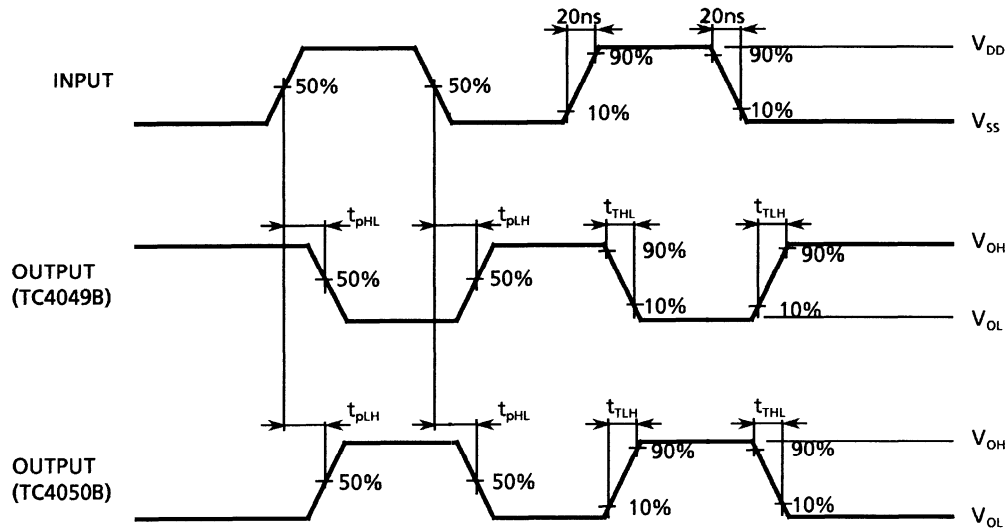 20ns 20ns
V_DD
INPUT 50% 50% 90% 90%
10% 10%
V_SS
t_pHL t_pLH t_THL t_TLH
V_OH
OUTPUT
(TC4049B)
50% 50% 90% 90%
10% 10%
V_OL
t_pLH t_pHL t_TLH t_THL
V_OH
OUTPUT
(TC4050B)
50% 50% 90% 90%
10% 10%
V_OL